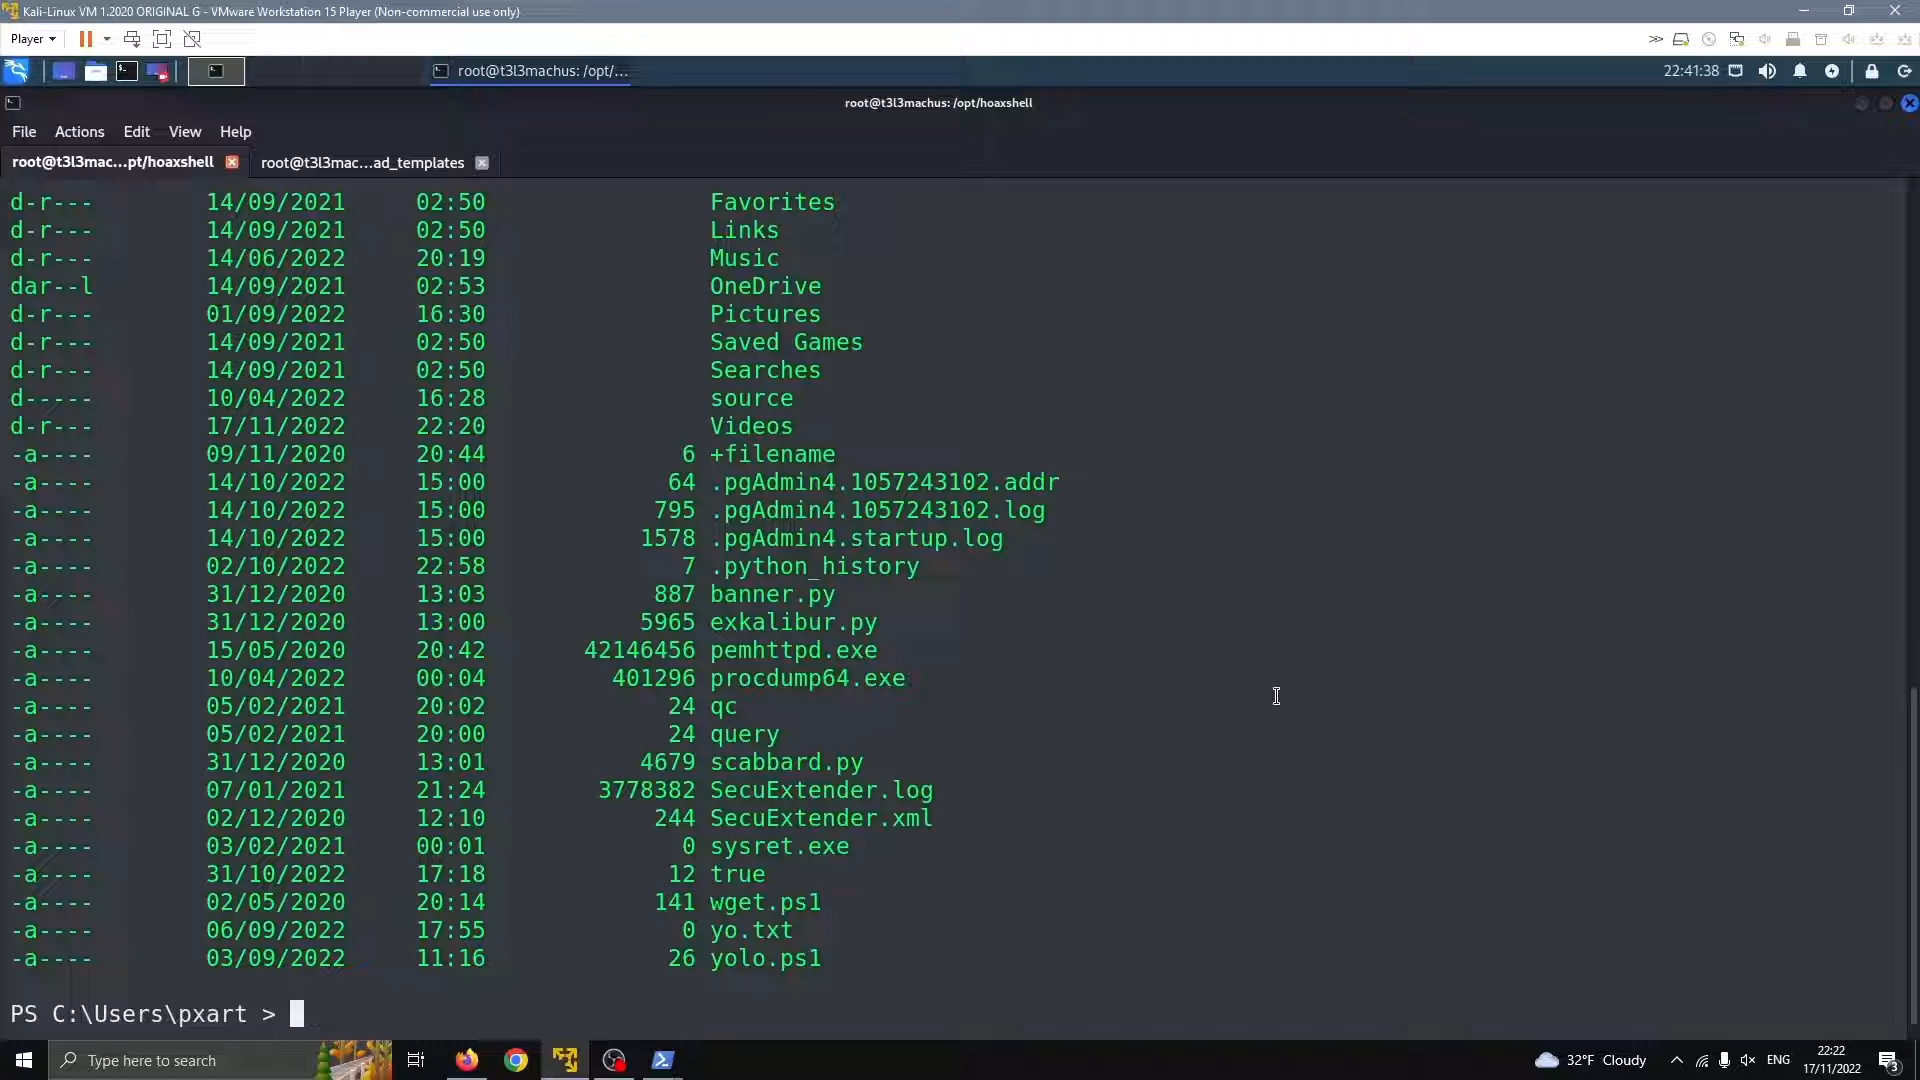 Kali-Linux VM 1.2020 ORIGINAL G - VMware Workstation 15 Player (Non-commercial use only)
Player
root@t3l3machus: /opt/...
22:41:38
root@t3l3machus: /opt/hoaxshell
File Actions Edit View Help
root@t3l3mac...pt/hoaxshell root@t3l3mac...ad_templates
d-r--- 14/09/2021 02:50 Favorites
d-r--- 14/09/2021 02:50 Links
d-r--- 14/06/2022 20:19 Music
dar--l 14/09/2021 02:53 OneDrive
d-r--- 01/09/2022 16:30 Pictures
d-r--- 14/09/2021 02:50 Saved Games
d-r--- 14/09/2021 02:50 Searches
d----- 10/04/2022 16:28 source
d-r--- 17/11/2022 22:20 Videos
-a---- 09/11/2020 20:44 6 +filename
-a---- 14/10/2022 15:00 64 .pgAdmin4.1057243102.addr
-a---- 14/10/2022 15:00 795 .pgAdmin4.1057243102.log
-a---- 14/10/2022 15:00 1578 .pgAdmin4.startup.log
-a---- 02/10/2022 22:58 7 .python_history
-a---- 31/12/2020 13:03 887 banner.py
-a---- 31/12/2020 13:00 5965 exkalibur.py
-a---- 15/05/2020 20:42 42146456 pemhttpd.exe
-a---- 10/04/2022 00:04 401296 procdump64.exe
-a---- 05/02/2021 20:02 24 qc
-a---- 05/02/2021 20:00 24 query
-a---- 31/12/2020 13:01 4679 scabbard.py
-a---- 07/01/2021 21:24 3778382 SecuExtender.log
-a---- 02/12/2020 12:10 244 SecuExtender.xml
-a---- 03/02/2021 00:01 0 sysret.exe
-a---- 31/10/2022 17:18 12 true
-a---- 02/05/2020 20:14 141 wget.ps1
-a---- 06/09/2022 17:55 0 yo.txt
-a---- 03/09/2022 11:16 26 yolo.ps1
PS C:\Users\pxart >
Type here to search
32°F Cloudy
ENG
22:22
17/11/2022
3